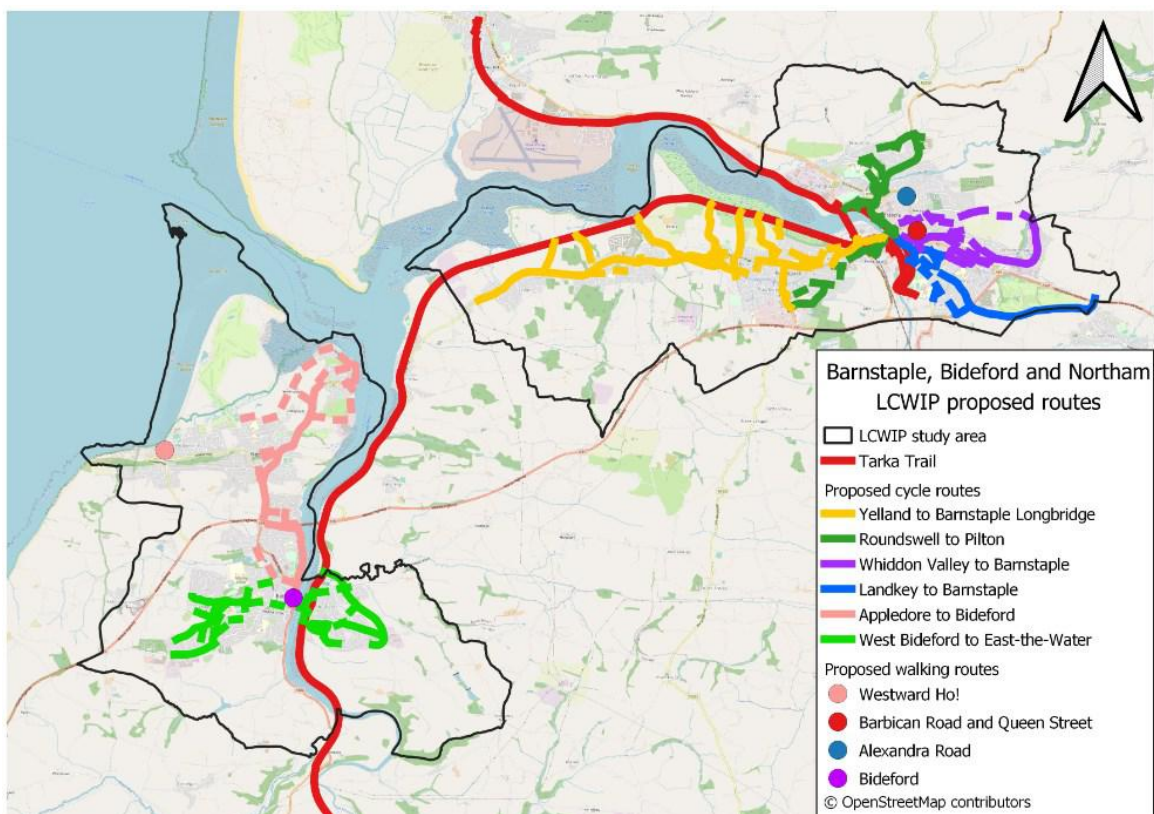 Barnstaple, Bideford and Northam
LCWIP proposed routes
LCWIP study area
Tarka Trail
Proposed cycle routes
Yelland to Barnstaple Longbridge
Roundswell to Pilton
Whiddon Valley to Barnstaple
Landkey to Barnstaple
Appledore to Bideford
West Bideford to East-the-Water
Proposed walking routes
Westward Ho!
Barbican Road and Queen Street
Alexandra Road
Bideford
© OpenStreetMap contributors